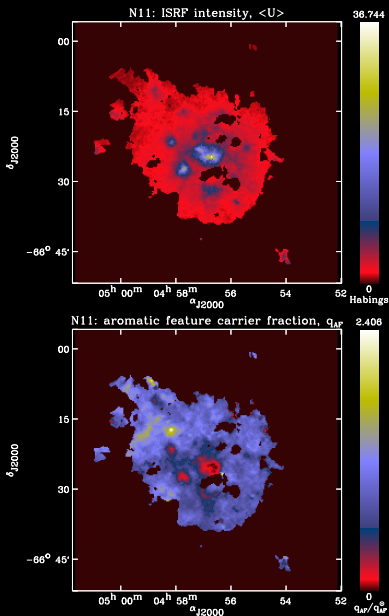 N11: ISRF intensity, <U>
36.744
00
15
30
−66° 45'
δJ2000
05h 00m 04h 58m 56 54 52
αJ2000
0
Habings
N11: aromatic feature carrier fraction, qAF
2.406
00
15
30
−66° 45'
δJ2000
05h 00m 04h 58m 56 54 52
αJ2000
0
qAF/qAF⊙